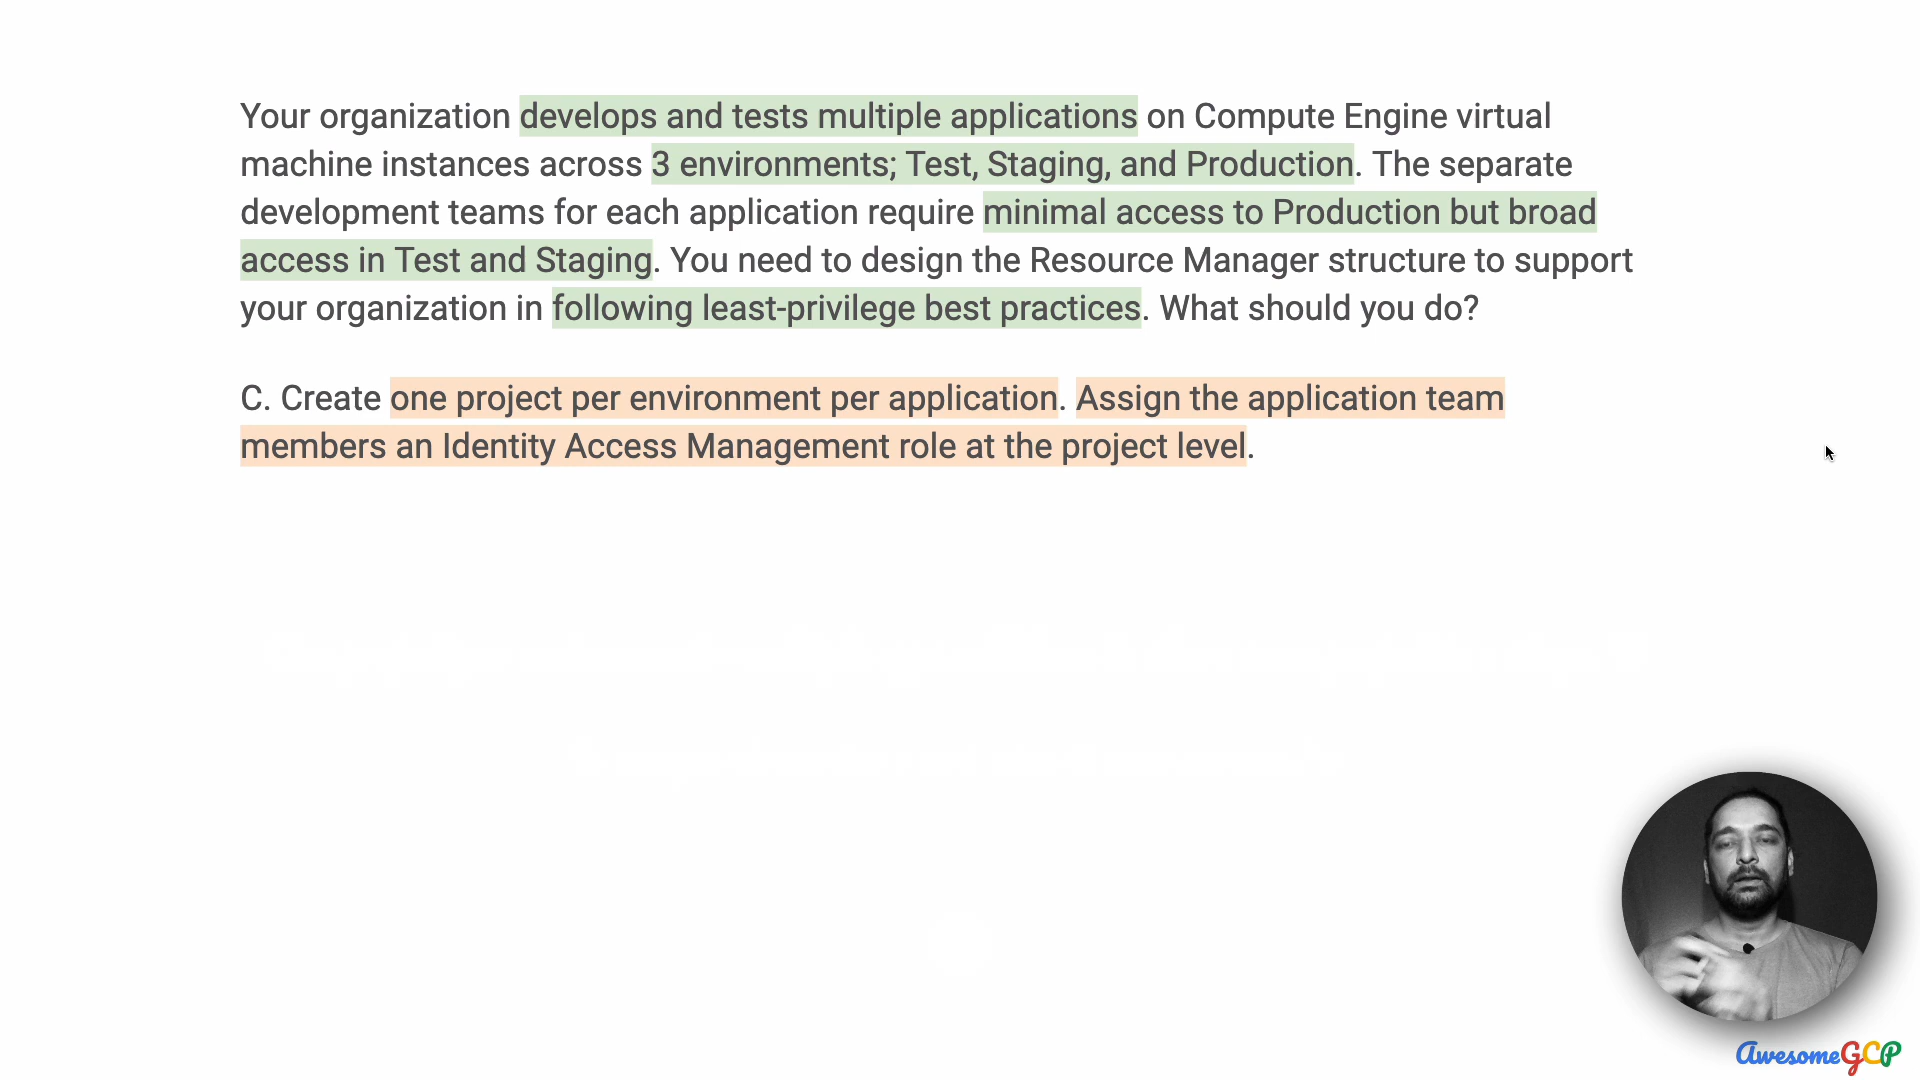 Your organization develops and tests multiple applications on Compute Engine virtual
machine instances across 3 environments; Test, Staging, and Production. The separate
development teams for each application require minimal access to Production but broad
access in Test and Staging. You need to design the Resource Manager structure to support
your organization in following least-privilege best practices. What should you do?
C. Create one project per environment per application. Assign the application team
members an Identity Access Management role at the project level.
AwesomeGCP